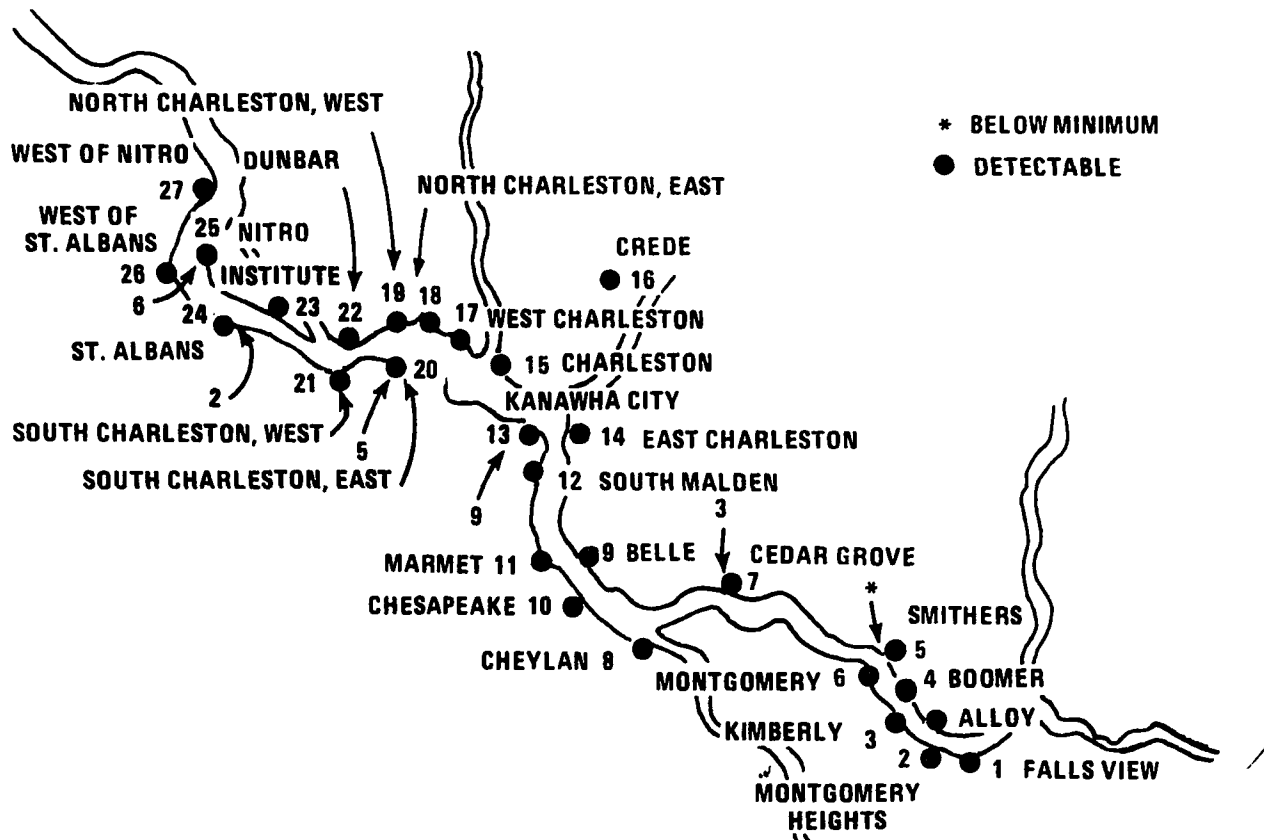 NORTH CHARLESTON, WEST
* BELOW MINIMUM
● DETECTABLE
WEST OF NITRO
DUNBAR
27
NORTH CHARLESTON, EAST
WEST OF
ST. ALBANS
25
NITRO
CREDE
16
26
INSTITUTE
6
24
23
22
19
18
17
WEST CHARLESTON
ST. ALBANS
15 CHARLESTON
2
21
20
KANAWHA CITY
SOUTH CHARLESTON, WEST
5
13
14 EAST CHARLESTON
SOUTH CHARLESTON, EAST
12 SOUTH MALDEN
9
3
MARMET 11
9 BELLE
7
CEDAR GROVE
*
CHESAPEAKE 10
SMITHERS
5
CHEYLAN 8
MONTGOMERY 6
4 BOOMER
KIMBERLY
3
ALLOY
2
1 FALLS VIEW
MONTGOMERY
HEIGHTS